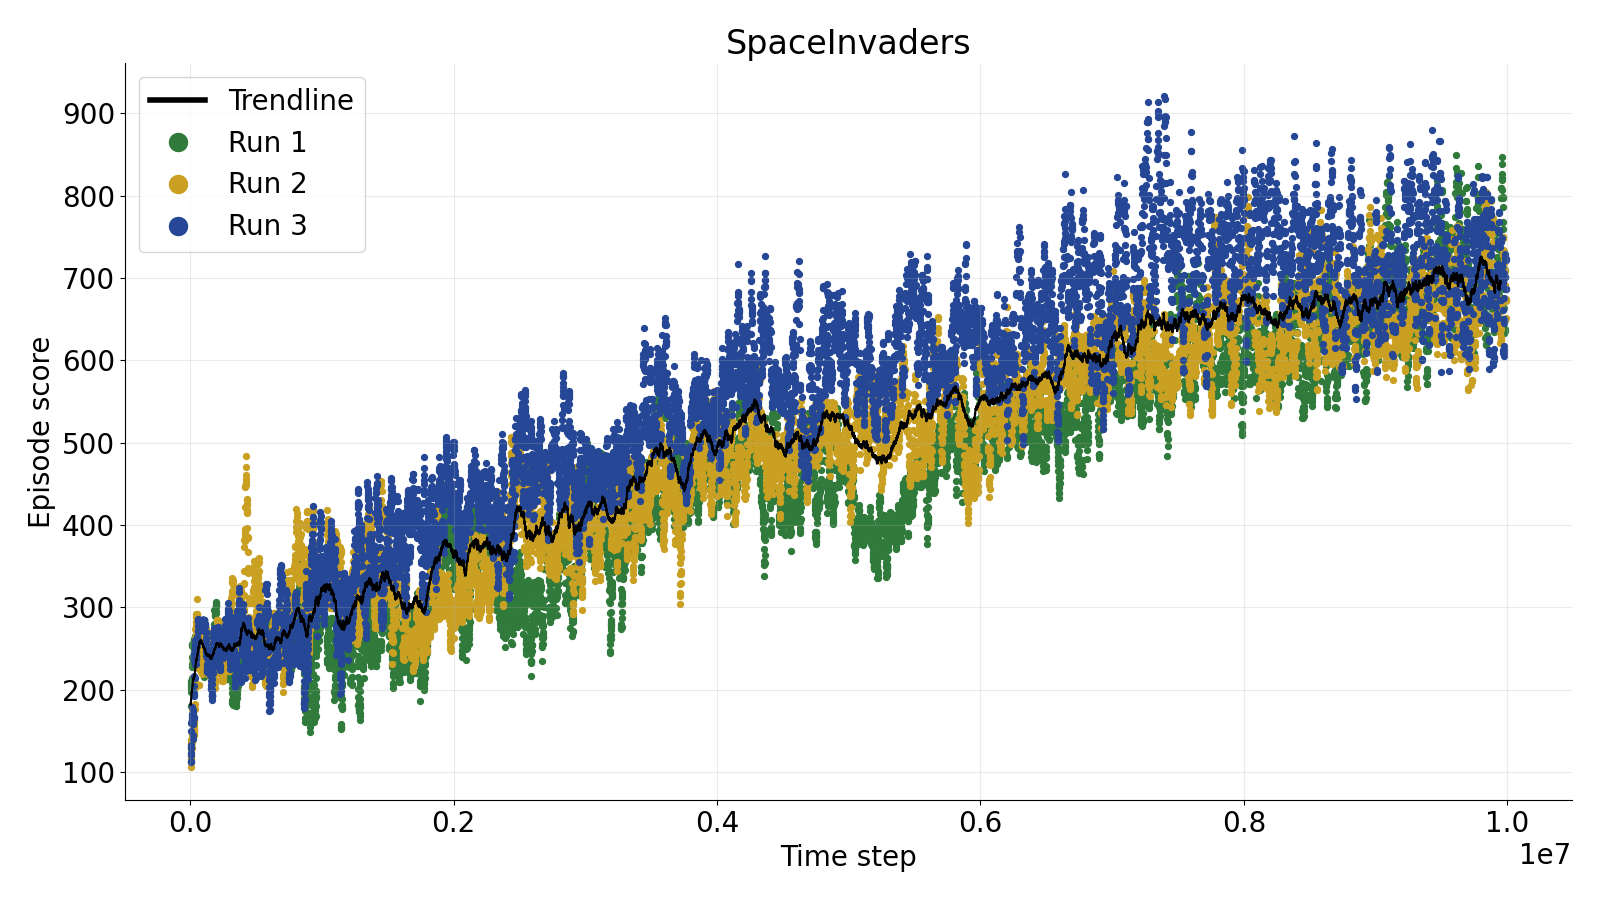 SpaceInvaders
Trendline
Run 1
Run 2
Run 3
Episode score
900
800
700
600
500
400
300
200
100
0.0 0.2 0.4 0.6 0.8 1.0
1e7
Time step